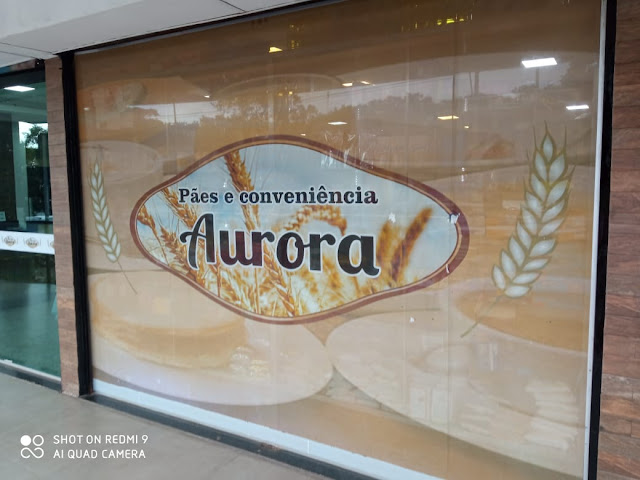 Pães e conveniência
Aurora
SHOT ON REDMI 9
AI QUAD CAMERA